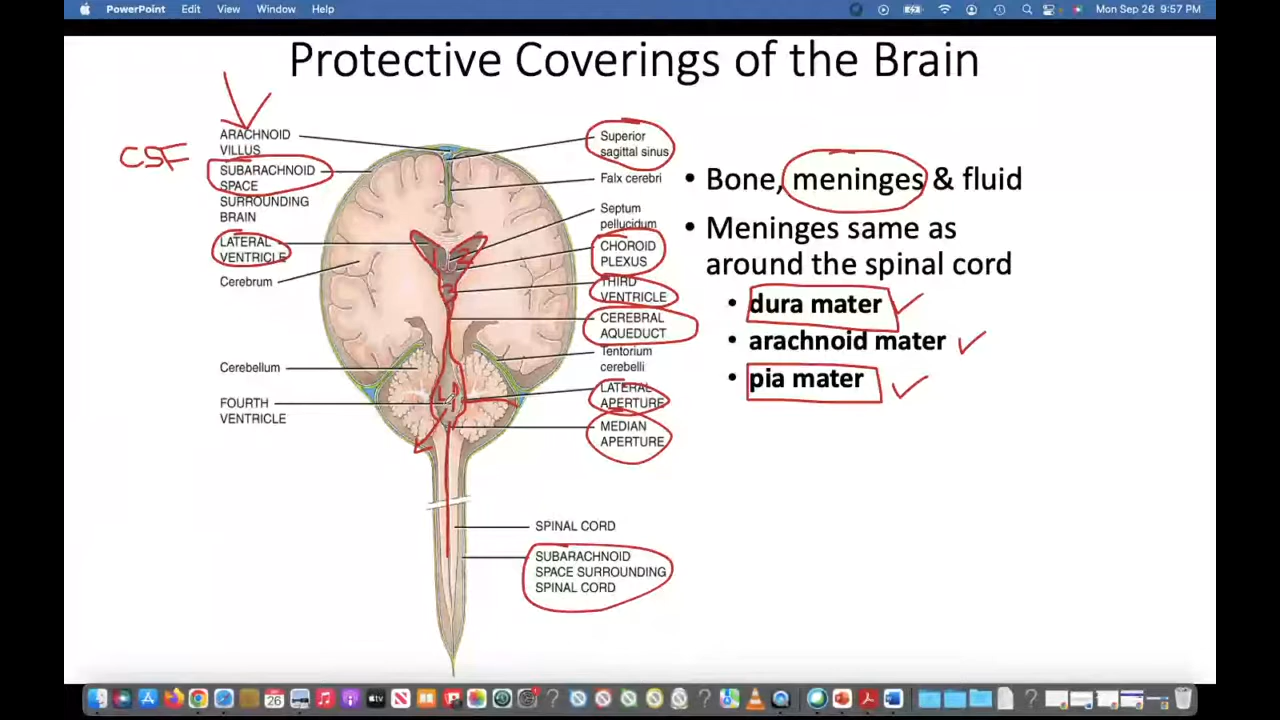 PowerPoint Edit View Window Help Mon Sep 26 9:57 PM
Protective Coverings of the Brain
CSF
ARACHNOID
VILLUS
SUBARACHNOID
SPACE
SURROUNDING
BRAIN
LATERAL
VENTRICLE
Cerebrum
Cerebellum
FOURTH
VENTRICLE
Superior
sagittal sinus
Falx cerebri
Septum
pellucidum
CHOROID
PLEXUS
THIRD
VENTRICLE
CEREBRAL
AQUEDUCT
Tentorium
cerebelli
LATERAL
APERTURE
MEDIAN
APERTURE
SPINAL CORD
SUBARACHNOID
SPACE SURROUNDING
SPINAL CORD
• Bone, meninges & fluid
• Meninges same as
around the spinal cord
• dura mater
• arachnoid mater
• pia mater
26
tv